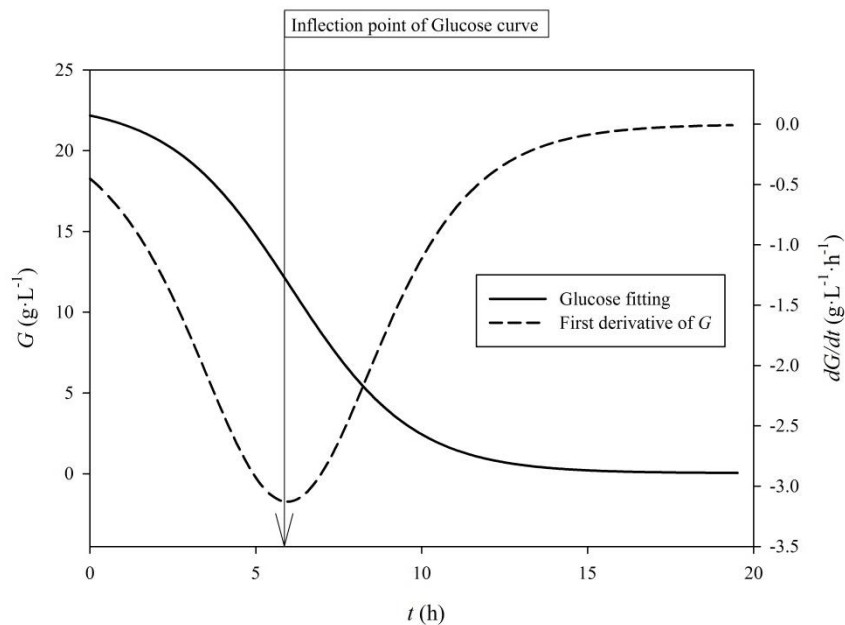 Inflection point of Glucose curve
25
20
15
10
5
0
G (g·L⁻¹)
0.0
-0.5
-1.0
-1.5
-2.0
-2.5
-3.0
-3.5
dG/dt (g·L⁻¹·h⁻¹)
Glucose fitting
First derivative of G
0 5 10 15 20
t (h)